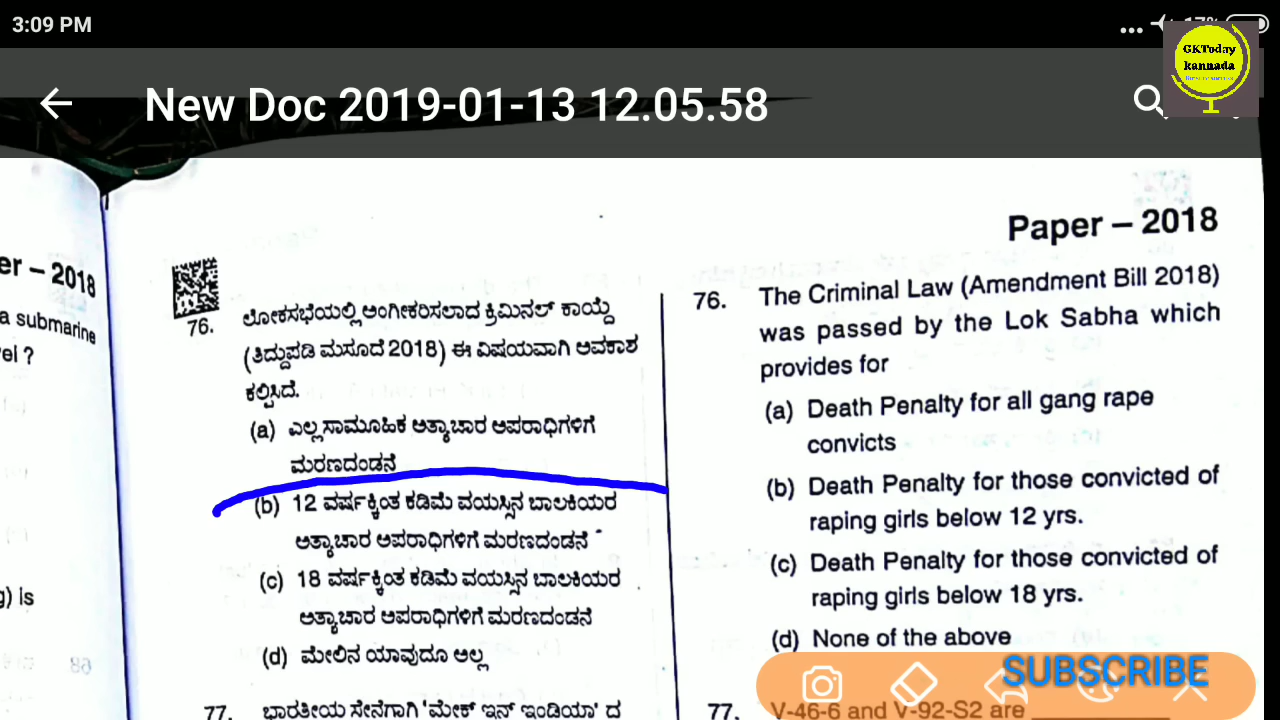 3:09 PM
17%
GKToday
kannada
New Doc 2019-01-13 12.05.58
Paper – 2018
er – 2018
a submarine
ei ?
g) is
76.
ಲೋಕಸಭೆಯಲ್ಲಿ ಅಂಗೀಕರಿಸಲಾದ ಕ್ರಿಮಿನಲ್ ಕಾಯ್ದೆ
(ತಿದ್ದುಪಡಿ ಮಸೂದೆ 2018) ಈ ವಿಷಯವಾಗಿ ಅವಕಾಶ
ಕಲ್ಪಿಸಿದೆ.
(a) ಎಲ್ಲ ಸಾಮೂಹಿಕ ಅತ್ಯಾಚಾರ ಅಪರಾಧಿಗಳಿಗೆ
ಮರಣದಂಡನೆ
(b) 12 ವರ್ಷಕ್ಕಿಂತ ಕಡಿಮೆ ವಯಸ್ಸಿನ ಬಾಲಕಿಯರ
ಅತ್ಯಾಚಾರ ಅಪರಾಧಿಗಳಿಗೆ ಮರಣದಂಡನೆ
(c) 18 ವರ್ಷಕ್ಕಿಂತ ಕಡಿಮೆ ವಯಸ್ಸಿನ ಬಾಲಕಿಯರ
ಅತ್ಯಾಚಾರ ಅಪರಾಧಿಗಳಿಗೆ ಮರಣದಂಡನೆ
(d) ಮೇಲಿನ ಯಾವುದೂ ಅಲ್ಲ
77. ಭಾರತೀಯ ಸೇನೆಗಾಗಿ 'ಮೇಕ್ ಇನ್ ಇಂಡಿಯಾ' ದ
76. The Criminal Law (Amendment Bill 2018)
was passed by the Lok Sabha which
provides for
(a) Death Penalty for all gang rape
convicts
(b) Death Penalty for those convicted of
raping girls below 12 yrs.
(c) Death Penalty for those convicted of
raping girls below 18 yrs.
(d) None of the above
SUBSCRIBE
77. V-46-6 and V-92-S2 are